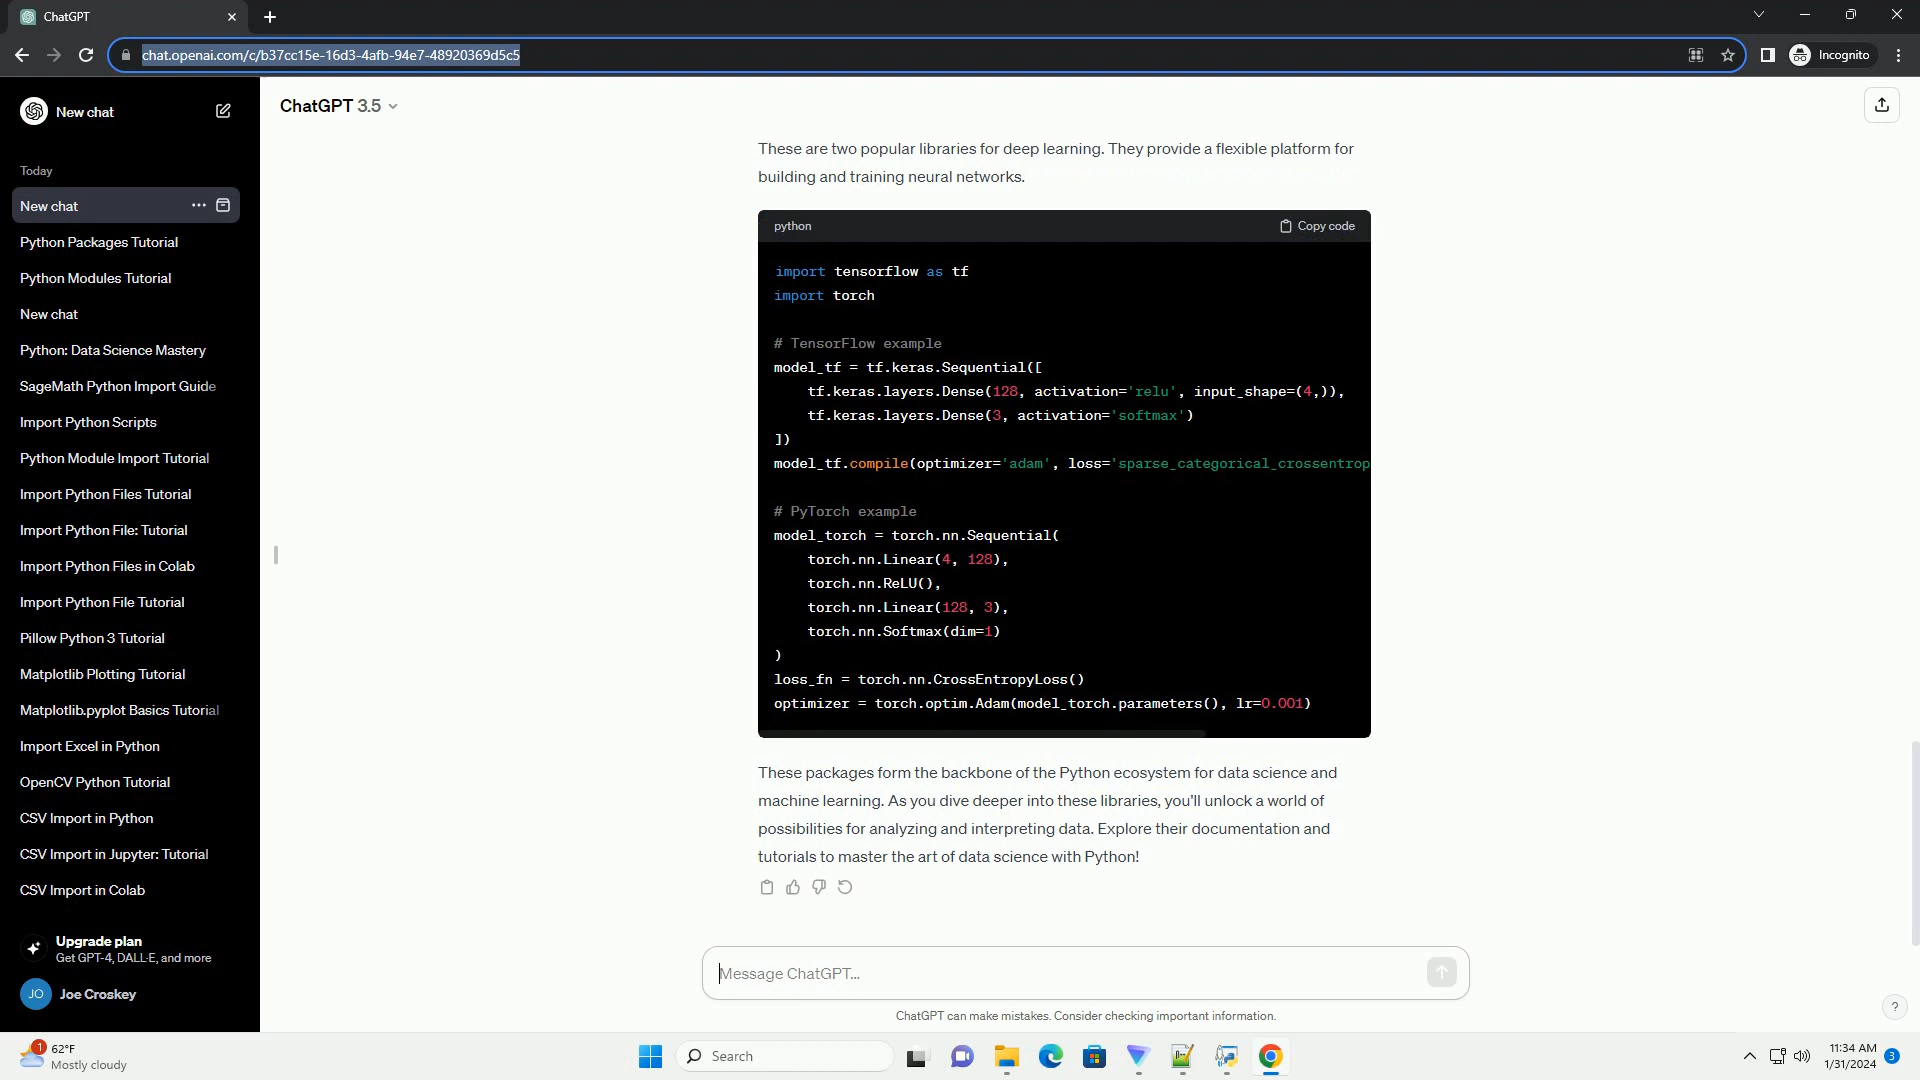 ChatGPT
chat.openai.com/c/b37cc15e-16d3-4afb-94e7-48920369d5c5
Incognito
New chat
ChatGPT 3.5
Today
New chat
Python Packages Tutorial
Python Modules Tutorial
New chat
Python: Data Science Mastery
SageMath Python Import Guide
Import Python Scripts
Python Module Import Tutorial
Import Python Files Tutorial
Import Python File: Tutorial
Import Python Files in Colab
Import Python File Tutorial
Pillow Python 3 Tutorial
Matplotlib Plotting Tutorial
Matplotlib.pyplot Basics Tutorial
Import Excel in Python
OpenCV Python Tutorial
CSV Import in Python
CSV Import in Jupyter: Tutorial
CSV Import in Colab
Upgrade plan
Get GPT-4, DALL·E, and more
JO Joe Croskey
These are two popular libraries for deep learning. They provide a flexible platform for
building and training neural networks.
python Copy code
import tensorflow as tf
import torch
# TensorFlow example
model_tf = tf.keras.Sequential([
tf.keras.layers.Dense(128, activation='relu', input_shape=(4,)),
tf.keras.layers.Dense(3, activation='softmax')
])
model_tf.compile(optimizer='adam', loss='sparse_categorical_crossentrop
# PyTorch example
model_torch = torch.nn.Sequential(
torch.nn.Linear(4, 128),
torch.nn.ReLU(),
torch.nn.Linear(128, 3),
torch.nn.Softmax(dim=1)
)
loss_fn = torch.nn.CrossEntropyLoss()
optimizer = torch.optim.Adam(model_torch.parameters(), lr=0.001)
These packages form the backbone of the Python ecosystem for data science and
machine learning. As you dive deeper into these libraries, you'll unlock a world of
possibilities for analyzing and interpreting data. Explore their documentation and
tutorials to master the art of data science with Python!
Message ChatGPT...
ChatGPT can make mistakes. Consider checking important information.
?
1
62°F
Mostly cloudy
Search
11:34 AM
1/31/2024
3